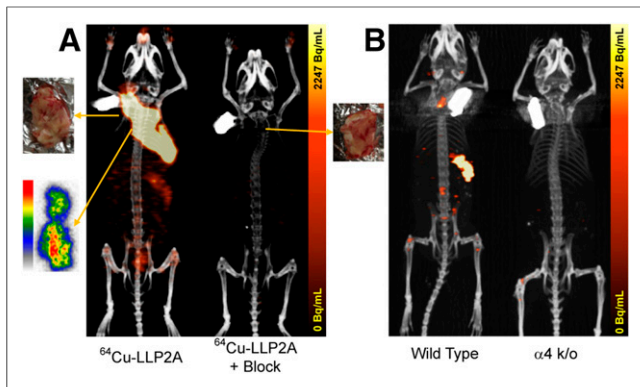 A
B
2247 Bq/mL
0 Bq/mL
2247 Bq/mL
0 Bq/mL
⁶⁴Cu-LLP2A
⁶⁴Cu-LLP2A
+ Block
Wild Type
α4 k/o